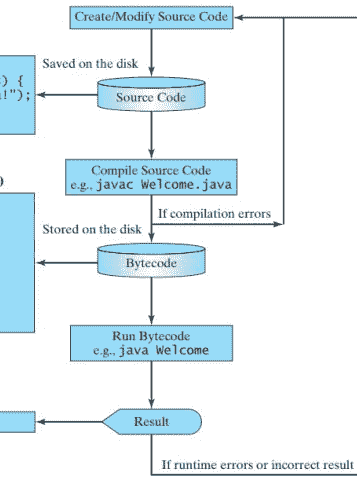 Create/Modify Source Code
Saved on the disk
) {
!");
Source Code
Compile Source Code
e.g., javac Welcome.java
)
If compilation errors
Stored on the disk
Bytecode
Run Bytecode
e.g., java Welcome
Result
If runtime errors or incorrect result